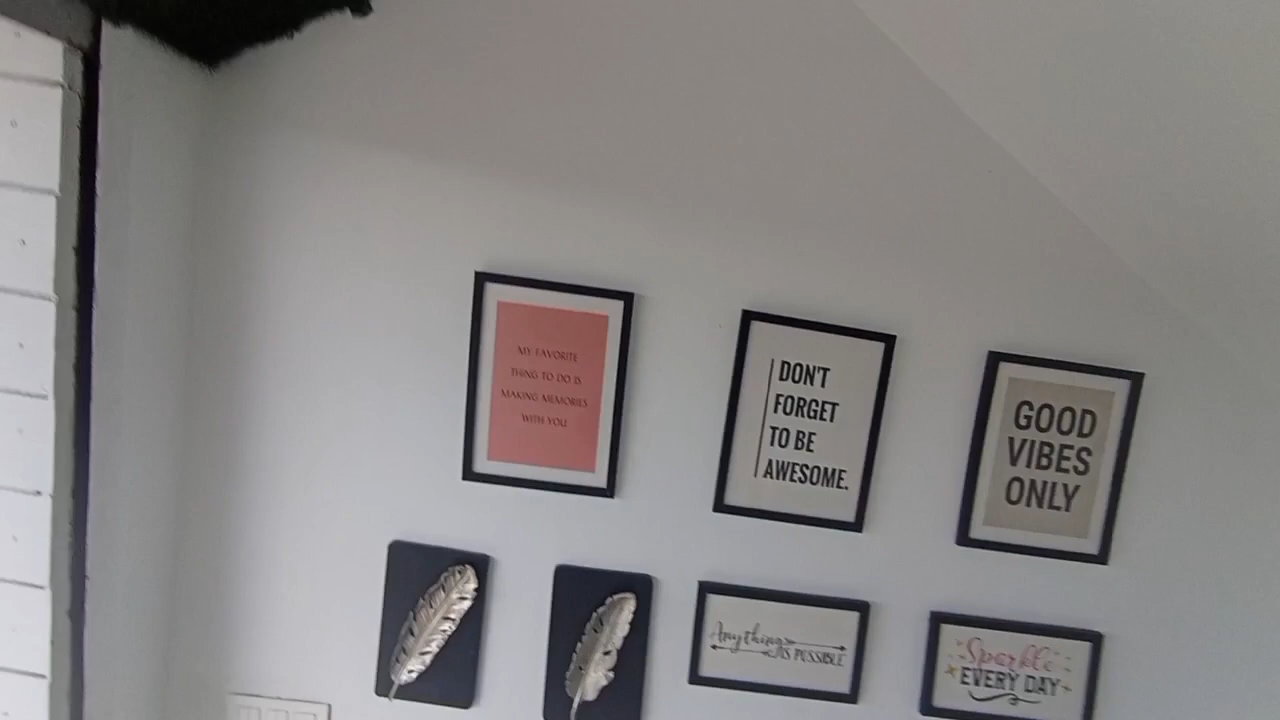 MY FAVORITE
THING TO DO IS
MAKING MEMORIES
WITH YOU
DON'T
FORGET
TO BE
AWESOME.
GOOD
VIBES
ONLY
Anything
IS POSSIBLE
Sparkle
EVERY DAY